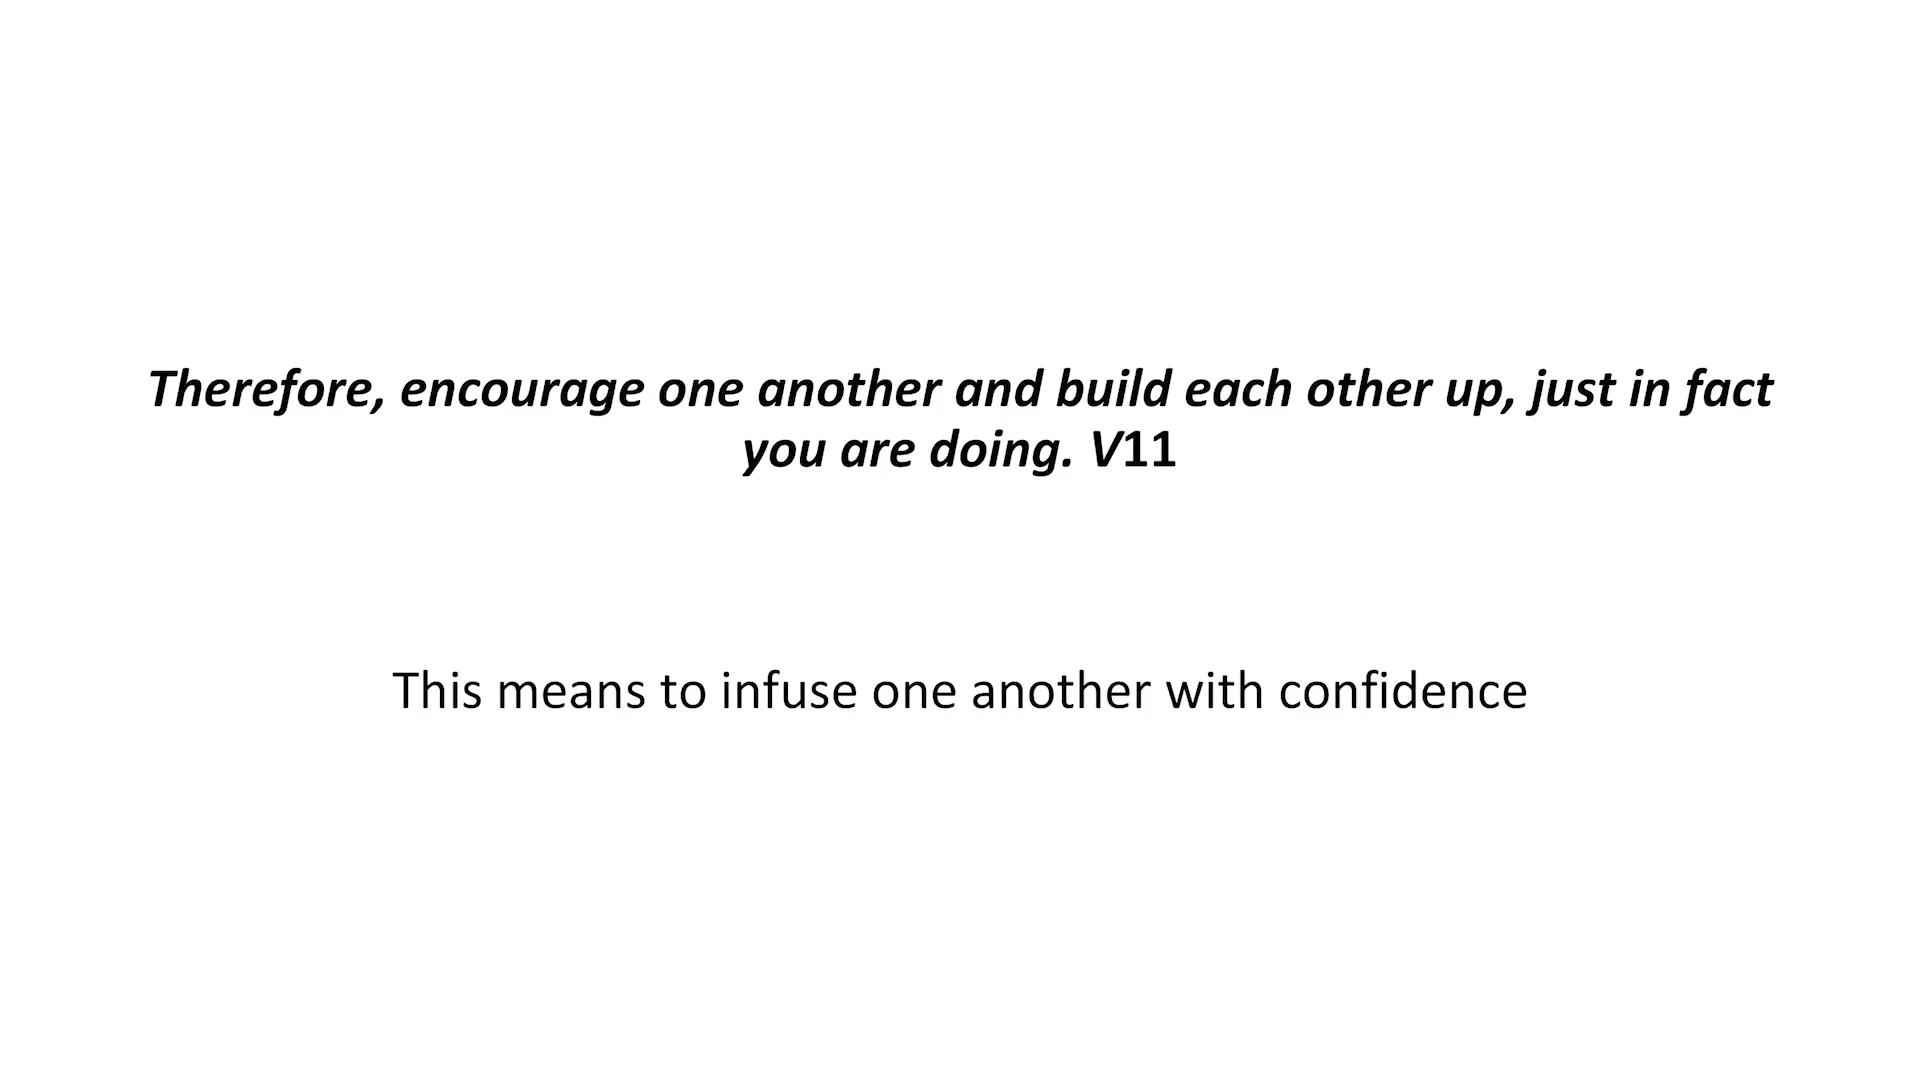 Therefore, encourage one another and build each other up, just in fact
you are doing. V11
This means to infuse one another with confidence